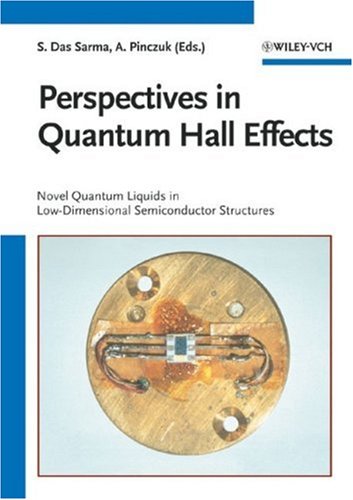 S. Das Sarma, A. Pinczuk (Eds.)
WILEY-VCH
Perspectives in
Quantum Hall Effects
Novel Quantum Liquids in
Low-Dimensional Semiconductor Structures